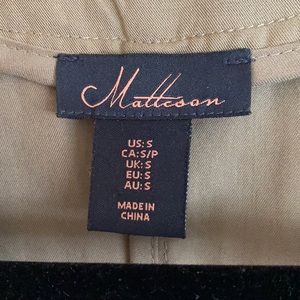 Matteson
US:S
CA:S/P
UK:S
EU:S
AU:S
MADE IN
CHINA